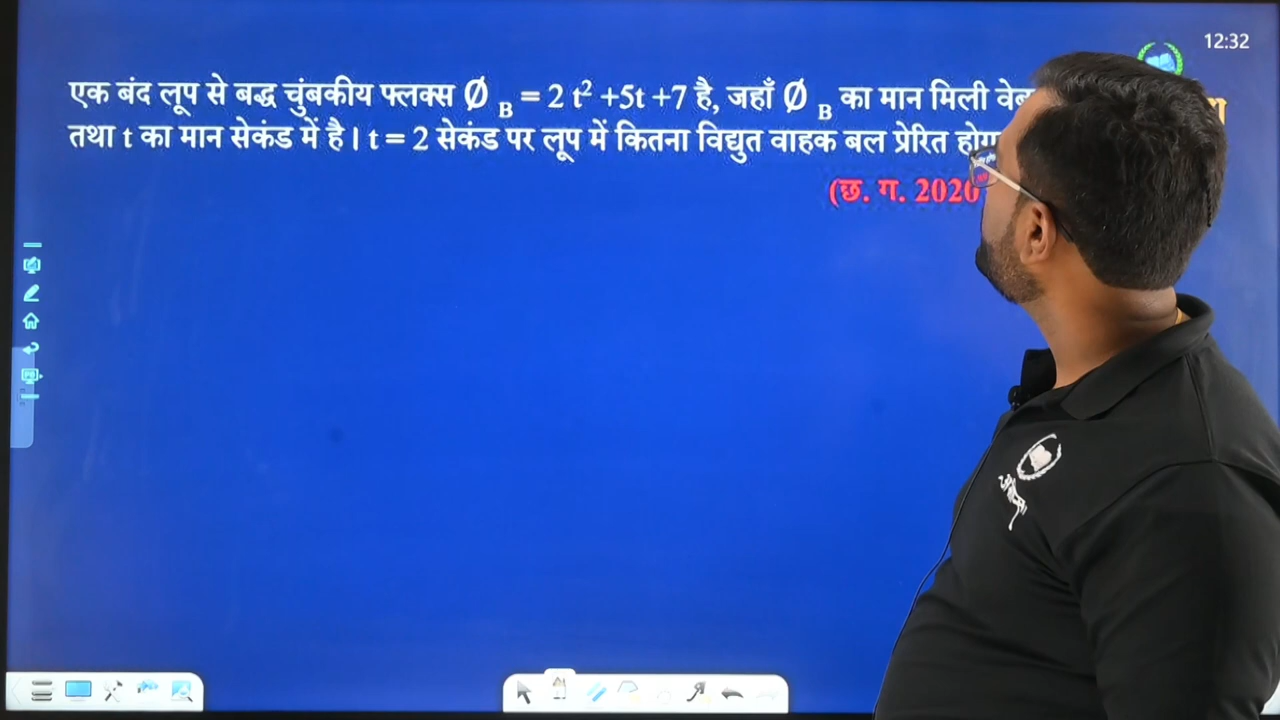 12:32
एक बंद लूप से बद्ध चुंबकीय फ्लक्स Ø B = 2 t² +5t +7 है, जहाँ Ø B का मान मिली
तथा t का मान सेकंड में है । t = 2 सेकंड पर लूप में कितना विद्युत वाहक बल प्रेरित
(छ. ग. 2020